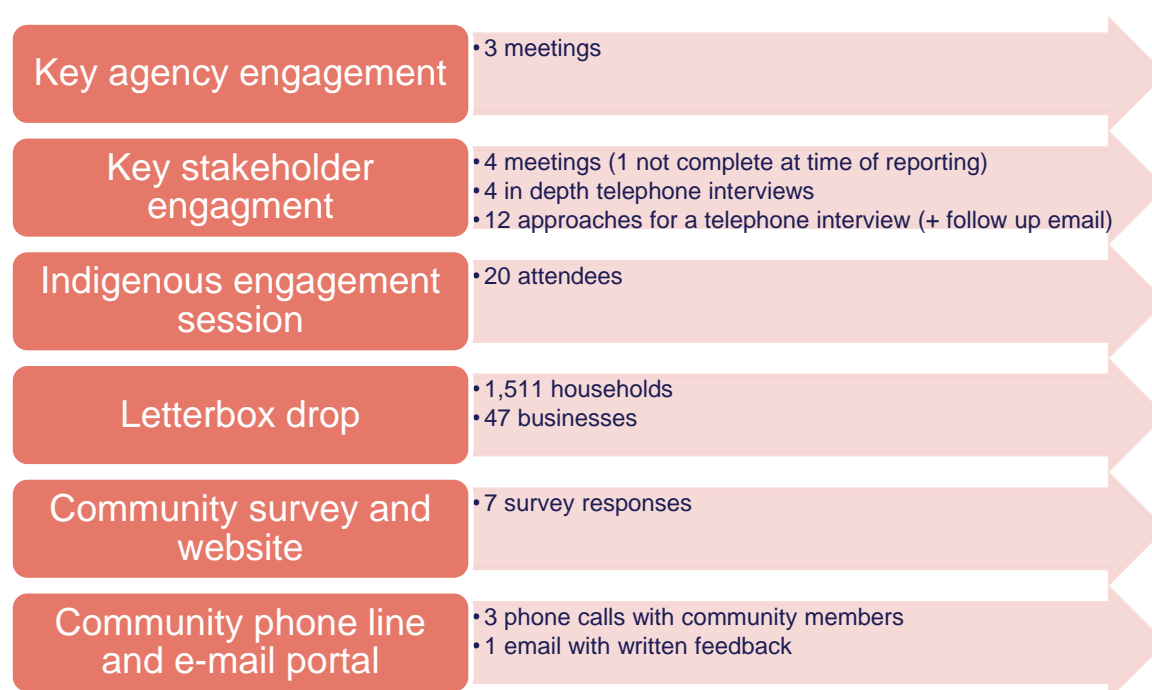 Key agency engagement
•3 meetings
Key stakeholder
engagment
•4 meetings (1 not complete at time of reporting)
•4 in depth telephone interviews
•12 approaches for a telephone interview (+ follow up email)
Indigenous engagement
session
•20 attendees
Letterbox drop
•1,511 households
•47 businesses
Community survey and
website
•7 survey responses
Community phone line
and e-mail portal
•3 phone calls with community members
•1 email with written feedback